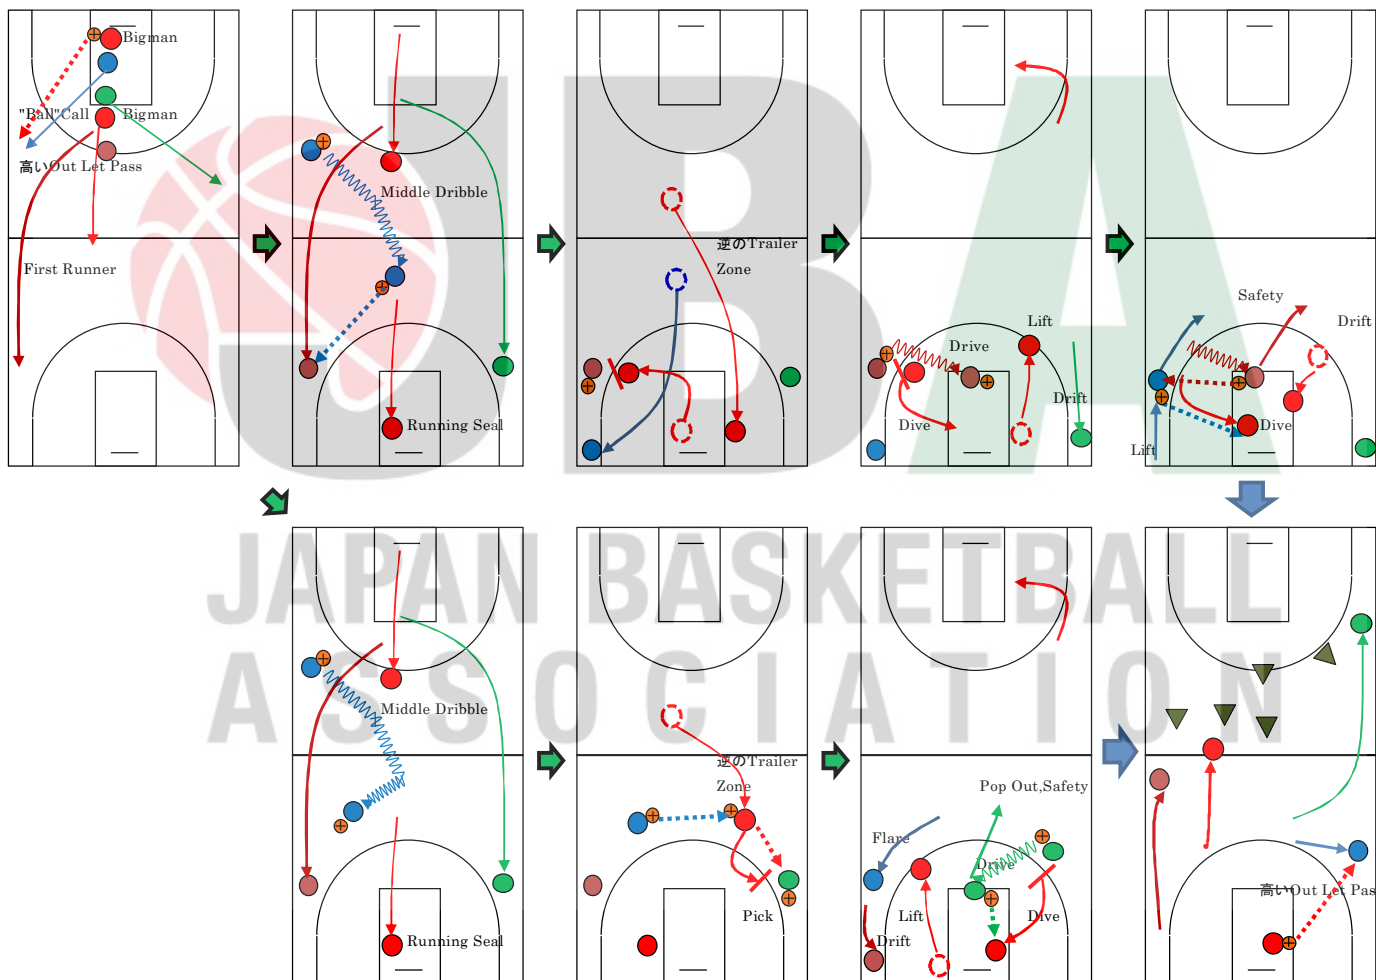 Bigman
"Ball"Call
Bigman
高いOut Let Pass
First Runner
Middle Dribble
Running Seal
逆のTrailer
Zone
Drive
Lift
Dive
Drift
Safety
Drift
Dive
Lift
JAPAN BASKETBALL
ASSOCIATION
JBA
Middle Dribble
Running Seal
逆のTrailer
Zone
Pick
Pop Out,Safety
Flare
Drive
Lift
Dive
Drift
高いOut Let Pas